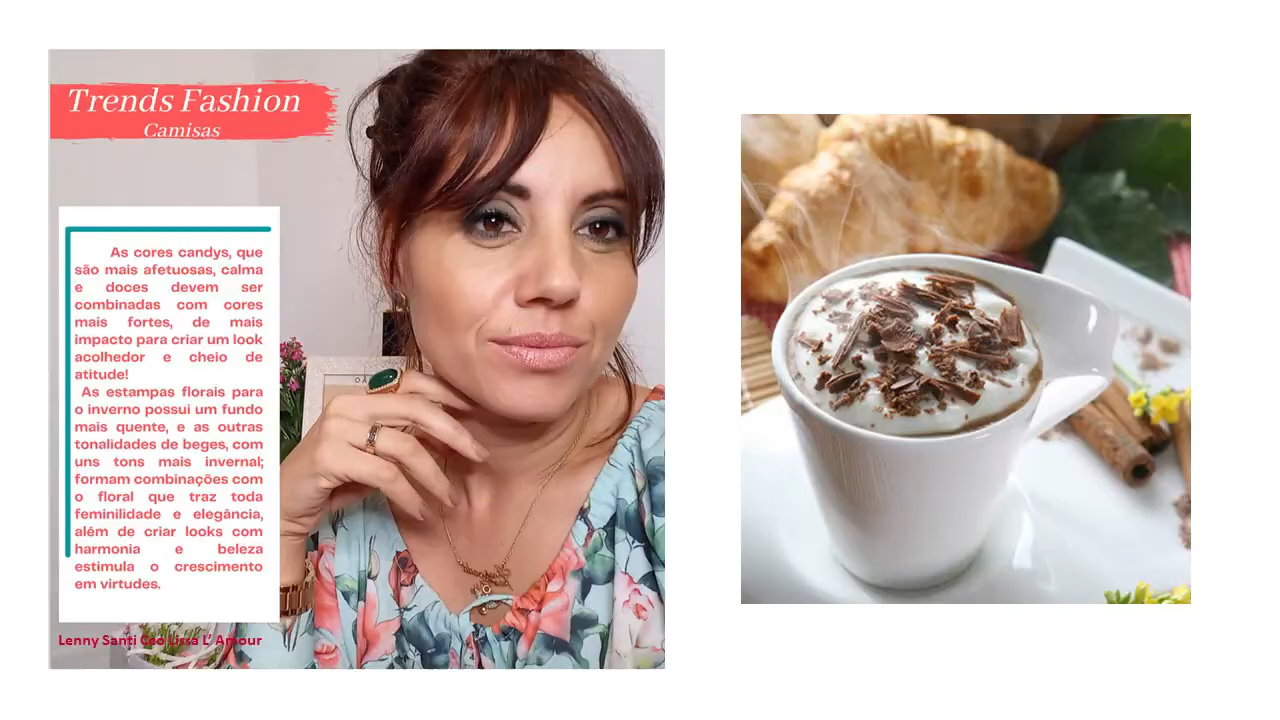 Trends Fashion
Camisas
As cores candys, que
são mais afetuosas, calma
e doces devem ser
combinadas com cores
mais fortes, de mais
impacto para criar um look
acolhedor e cheio de
atitude!
As estampas florais para
o inverno possui um fundo
mais quente, e as outras
tonalidades de beges, com
uns tons mais invernal;
formam combinações com
o floral que traz toda
feminilidade e elegância,
além de criar looks com
harmonia e beleza
estimula o crescimento
em virtudes.
Lenny Santi Ceo Lissa L' Amour